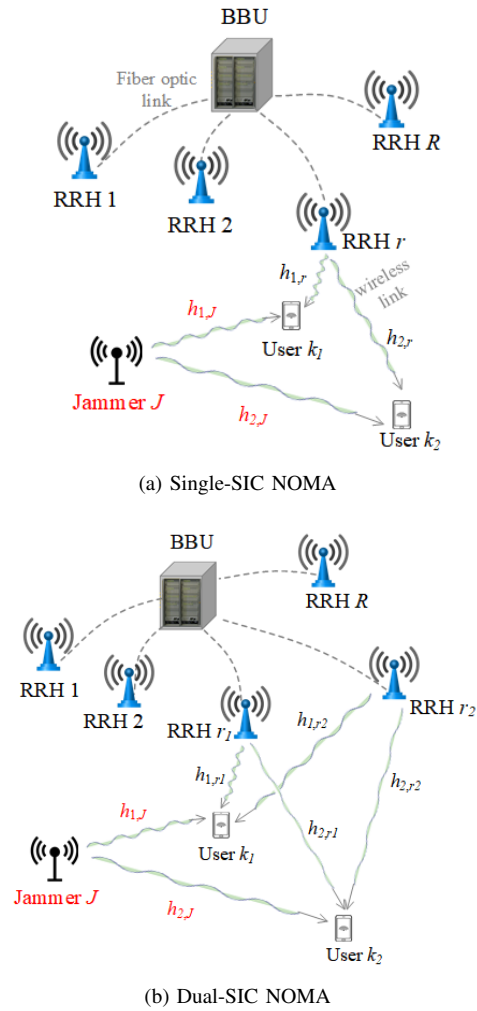 BBU
Fiber optic
link
RRH R
RRH 1
RRH 2
RRH r
h1,r
wireless
link
h1,J
h2,r
User k1
Jammer J
h2,J
User k2
(a) Single-SIC NOMA
BBU
RRH R
RRH 1
RRH 2
RRH r1
RRH r2
h1,r2
h1,r1
h2,r2
h1,J
h2,r1
User k1
Jammer J
h2,J
User k2
(b) Dual-SIC NOMA